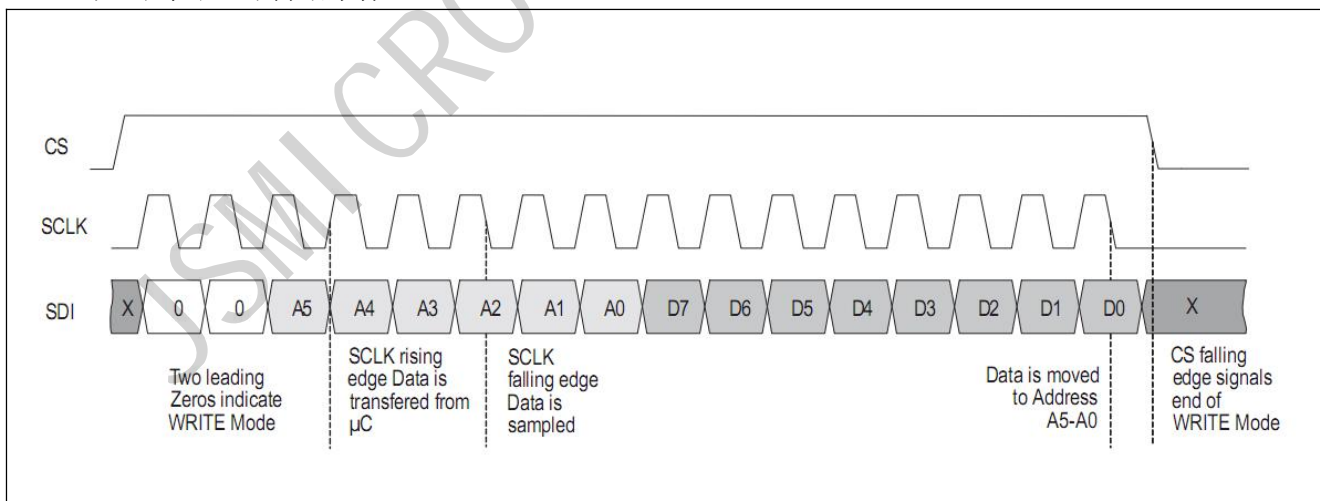 JSMICRO
CS
SCLK
SDI
X 0 0 A5 A4 A3 A2 A1 A0 D7 D6 D5 D4 D3 D2 D1 D0 X
Two leading
Zeros indicate
WRITE Mode
SCLK rising
edge Data is
transfered from
µC
SCLK
falling edge
Data is
sampled
Data is moved
to Address
A5-A0
CS falling
edge signals
end of
WRITE Mode